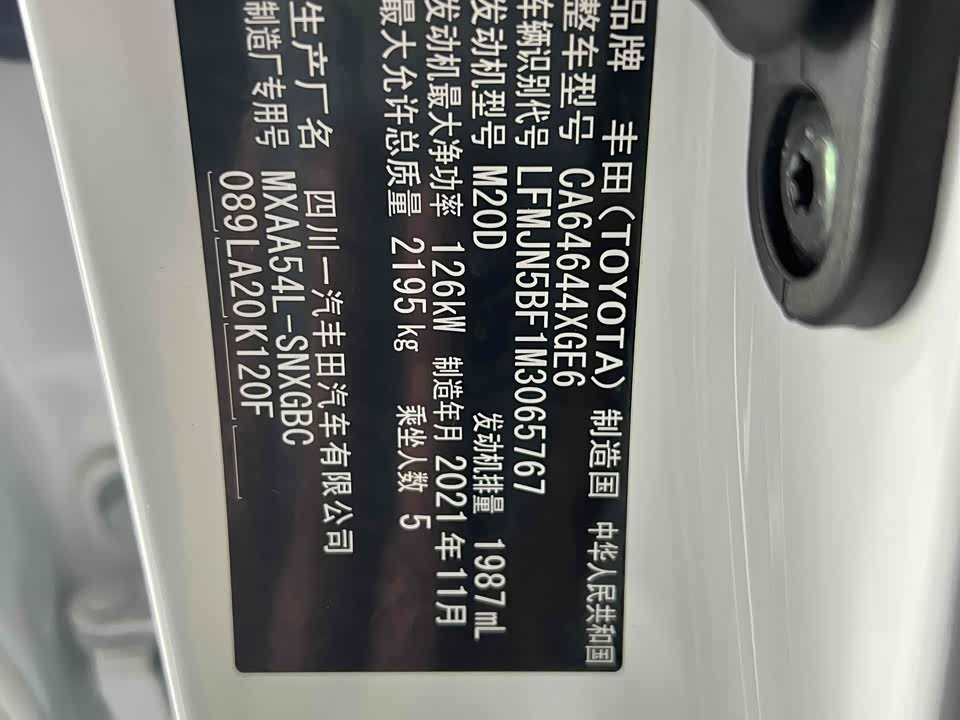 品牌 丰田(TOYOTA) 制造国 中华人民共和国
整车型号 CA64644XGE6
车辆识别代号 LFMJN5BF1M3065767
发动机型号 M20D 发动机排量 1987mL
发动机最大净功率 126kW 制造年月 2021年11月
最大允许总质量 2195kg 乘坐人数 5
生产厂名 四川一汽丰田汽车有限公司
制造厂专用号 MXAA54L-SNXGBC
089LA20K120F